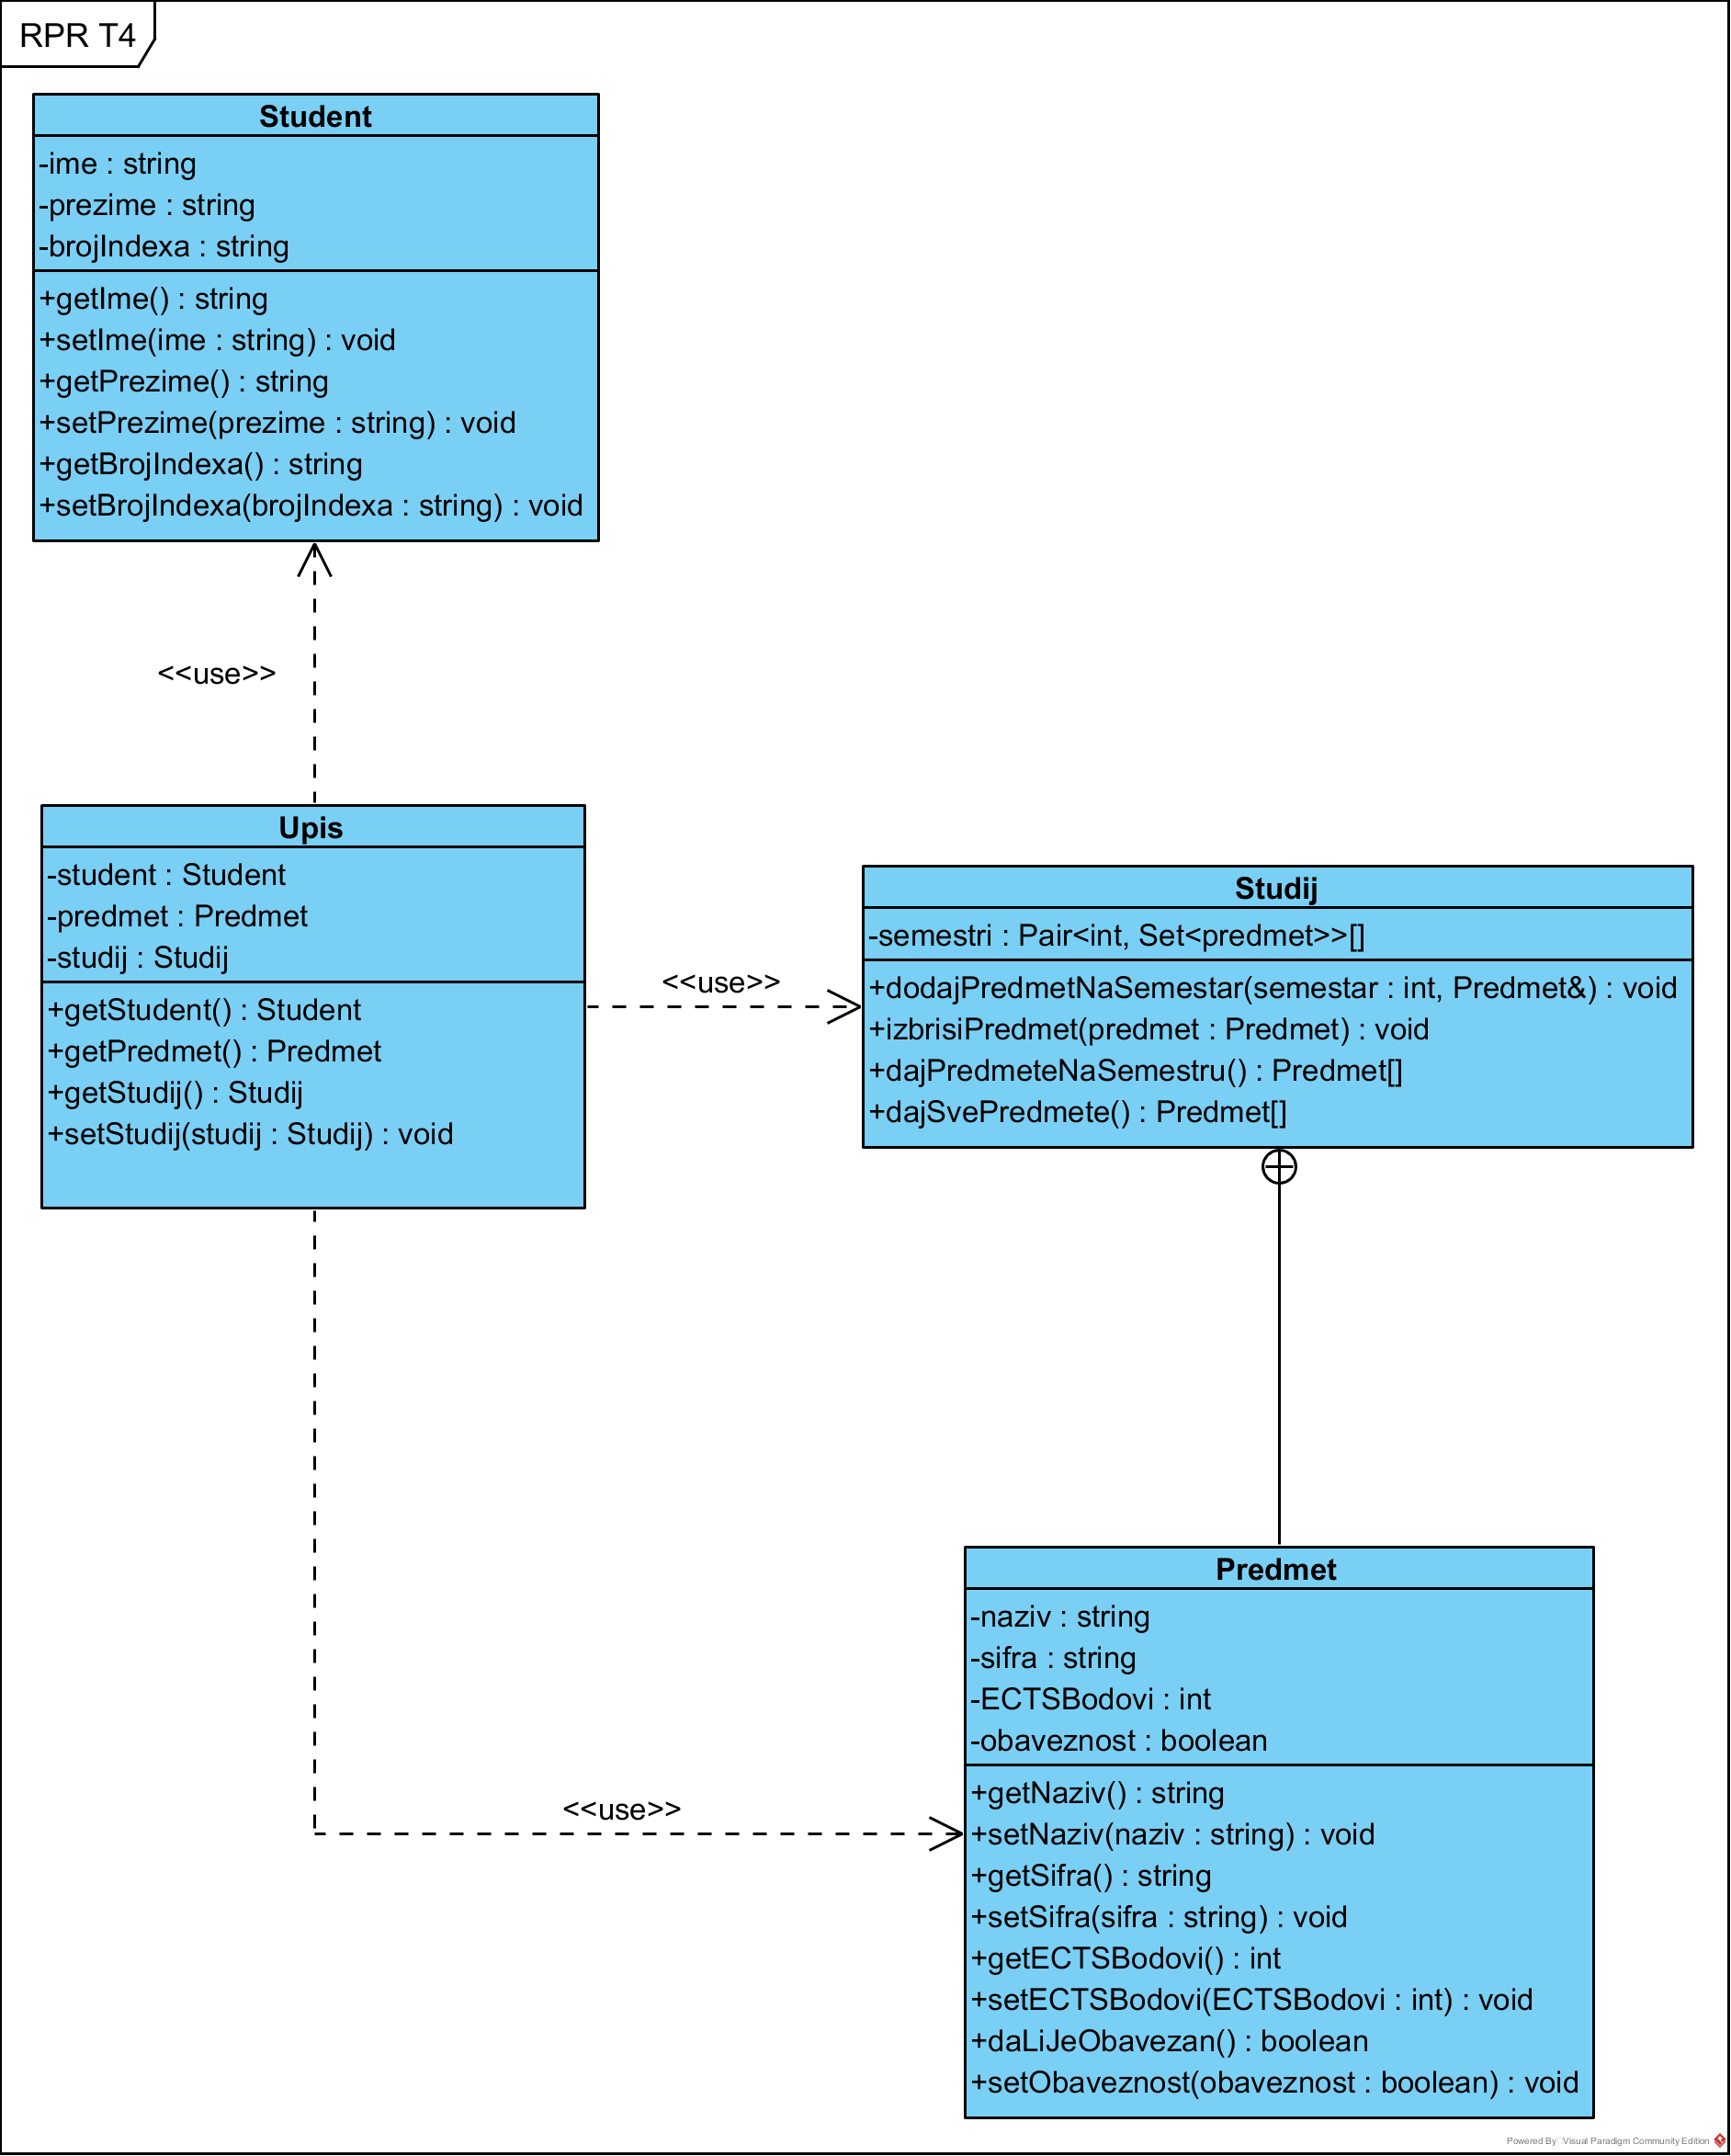 RPR T4
Student
-ime : string
-prezime : string
-brojIndexa : string
+getIme() : string
+setIme(ime : string) : void
+getPrezime() : string
+setPrezime(prezime : string) : void
+getBrojIndexa() : string
+setBrojIndexa(brojIndexa : string) : void
<<use>>
Upis
-student : Student
-predmet : Predmet
-studij : Studij
+getStudent() : Student
+getPredmet() : Predmet
+getStudij() : Studij
+setStudij(studij : Studij) : void
<<use>>
Studij
-semestri : Pair<int, Set<predmet>>[]
+dodajPredmetNaSemestar(semestar : int, Predmet&) : void
+izbrisiPredmet(predmet : Predmet) : void
+dajPredmeteNaSemestru() : Predmet[]
+dajSvePredmete() : Predmet[]
<<use>>
Predmet
-naziv : string
-sifra : string
-ECTSBodovi : int
-obaveznost : boolean
+getNaziv() : string
+setNaziv(naziv : string) : void
+getSifra() : string
+setSifra(sifra : string) : void
+getECTSBodovi() : int
+setECTSBodovi(ECTSBodovi : int) : void
+daLiJeObavezan() : boolean
+setObaveznost(obaveznost : boolean) : void
Powered By Visual Paradigm Community Edition